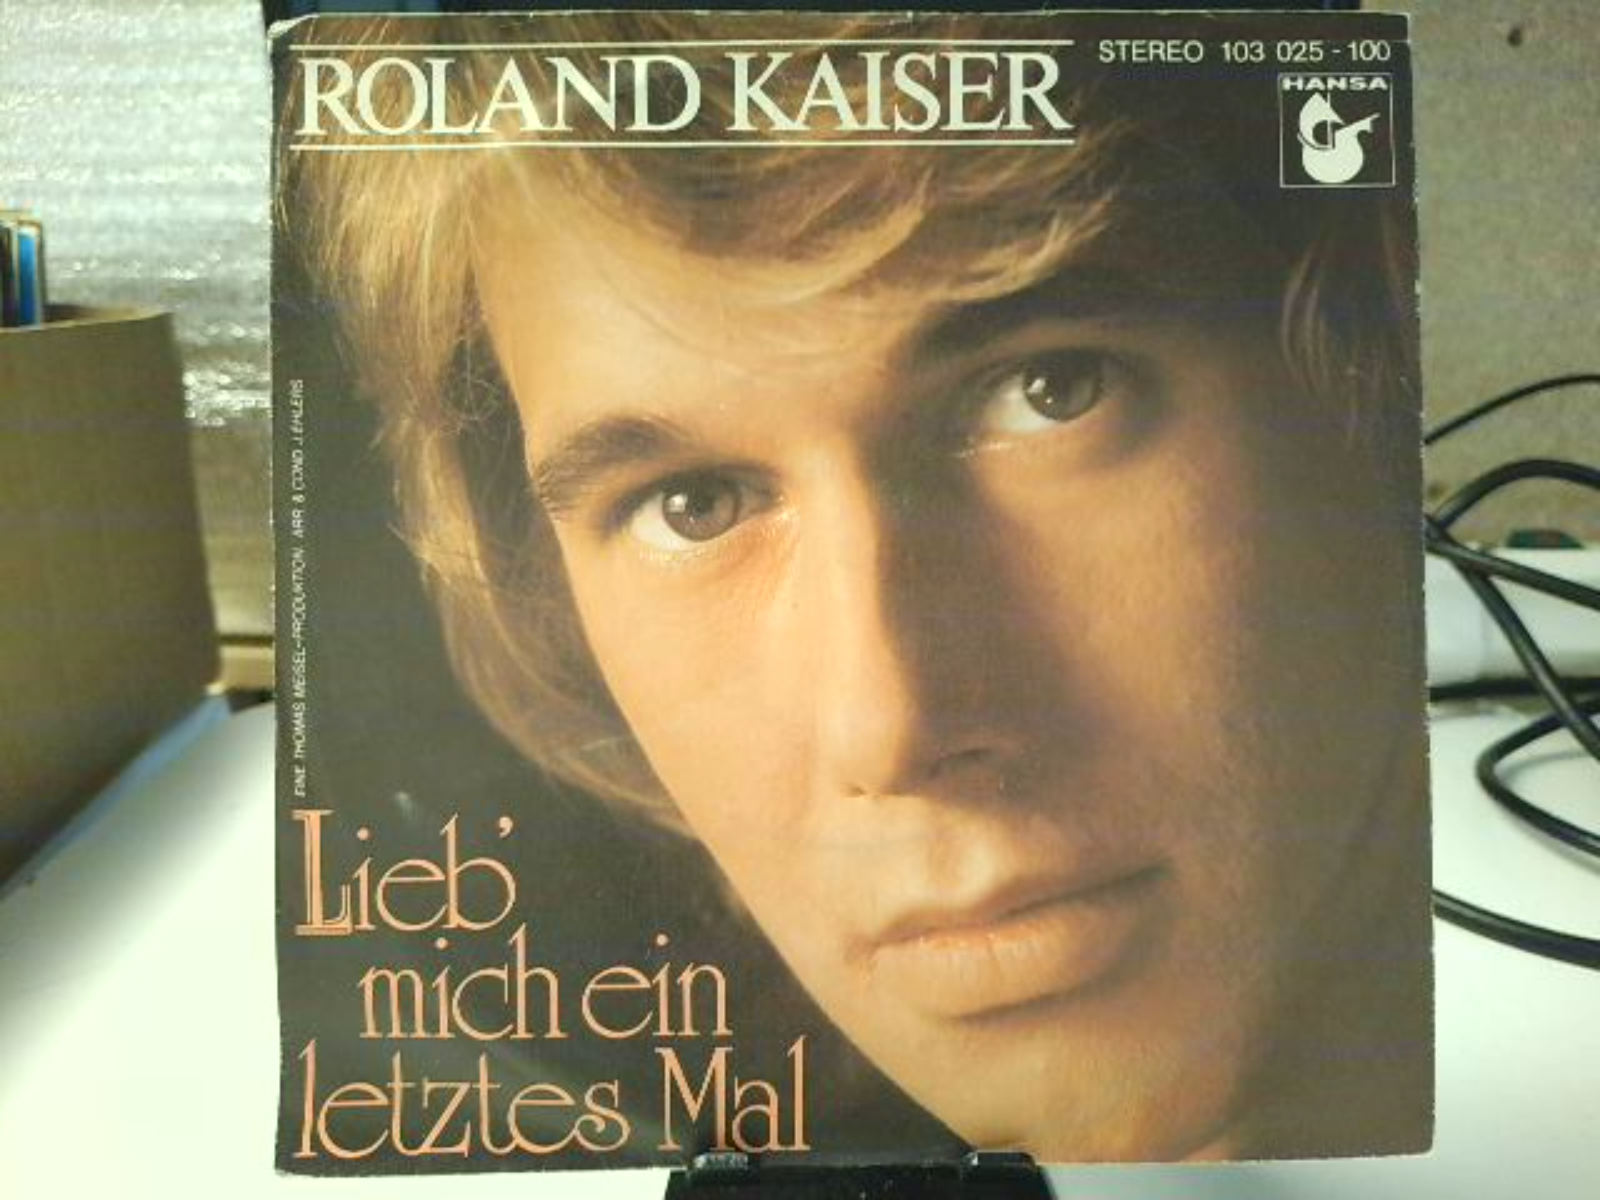 ROLAND KAISER
STEREO 103 025 - 100
HANSA
EINE THOMAS MEISEL-PRODUKTION, ARR. & COND. J. EHLERS
Lieb'
mich ein
letztes Mal